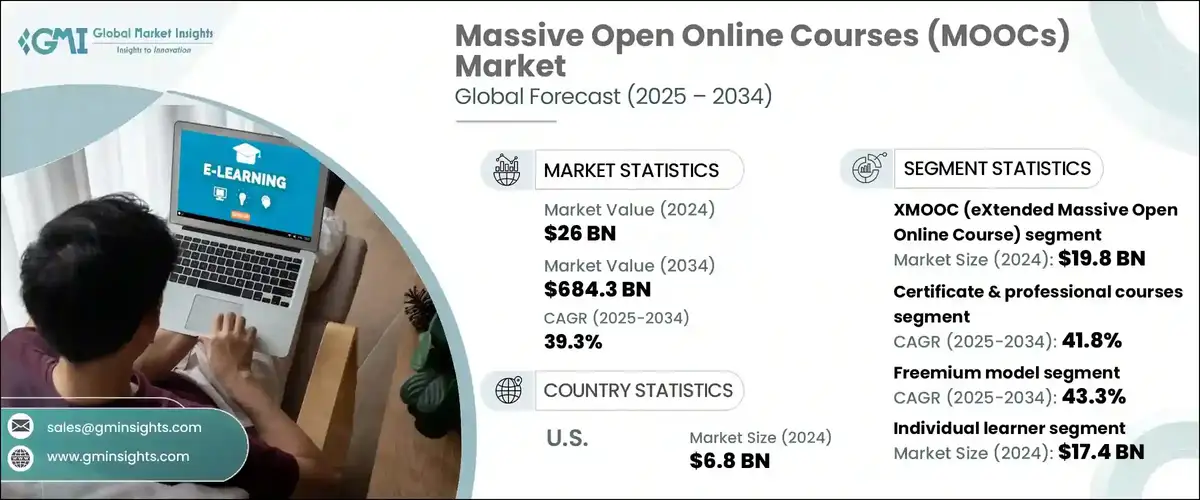 GMI Global Market Insights
Insights to Innovation
Massive Open Online Courses (MOOCs)
Market
Global Forecast (2025 – 2034)
E-LEARNING
MARKET STATISTICS
Market Value (2024)
$26 BN
Market Value (2034)
$684.3 BN
CAGR (2025-2034)
39.3%
COUNTRY STATISTICS
U.S.
Market Size (2024)
$6.8 BN
SEGMENT STATISTICS
XMOOC (eXtended Massive Open
Online Course) segment
Market Size (2024): $19.8 BN
Certificate & professional courses
segment
CAGR (2025-2034): 41.8%
Freemium model segment
CAGR (2025-2034): 43.3%
Individual learner segment
Market Size (2024): $17.4 BN
sales@gminsights.com
www.gminsights.com